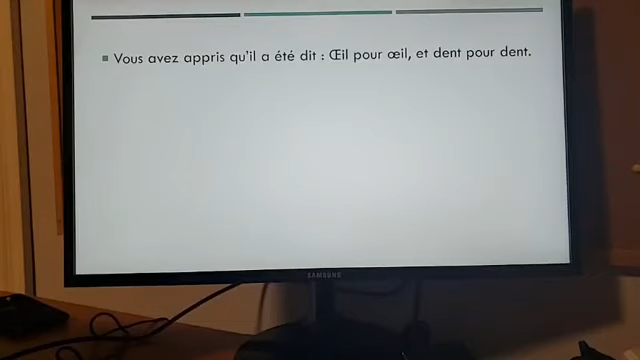 Vous avez appris qu'il a été dit : Œil pour œil, et dent pour dent.
SAMSUNG